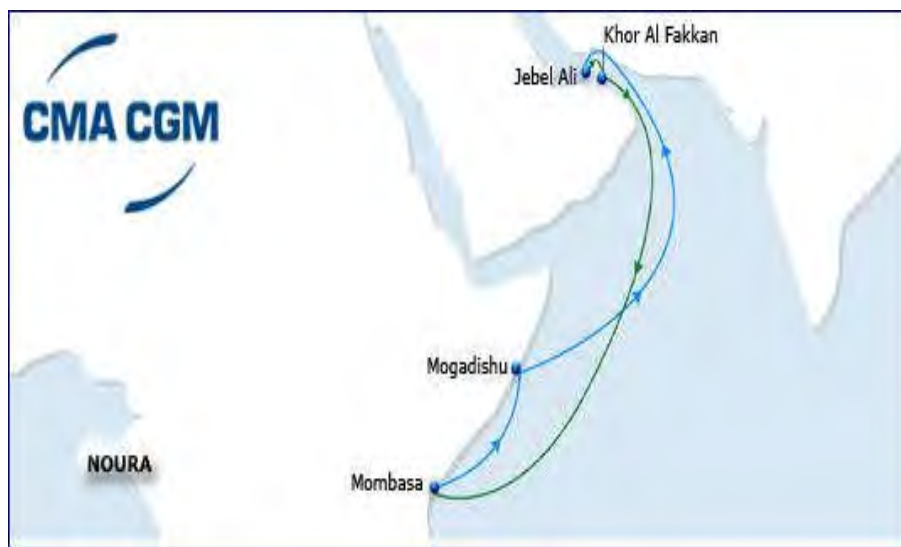 Khor Al Fakkan
Jebel Ali
CMA CGM
Mogadishu
NOURA
Mombasa